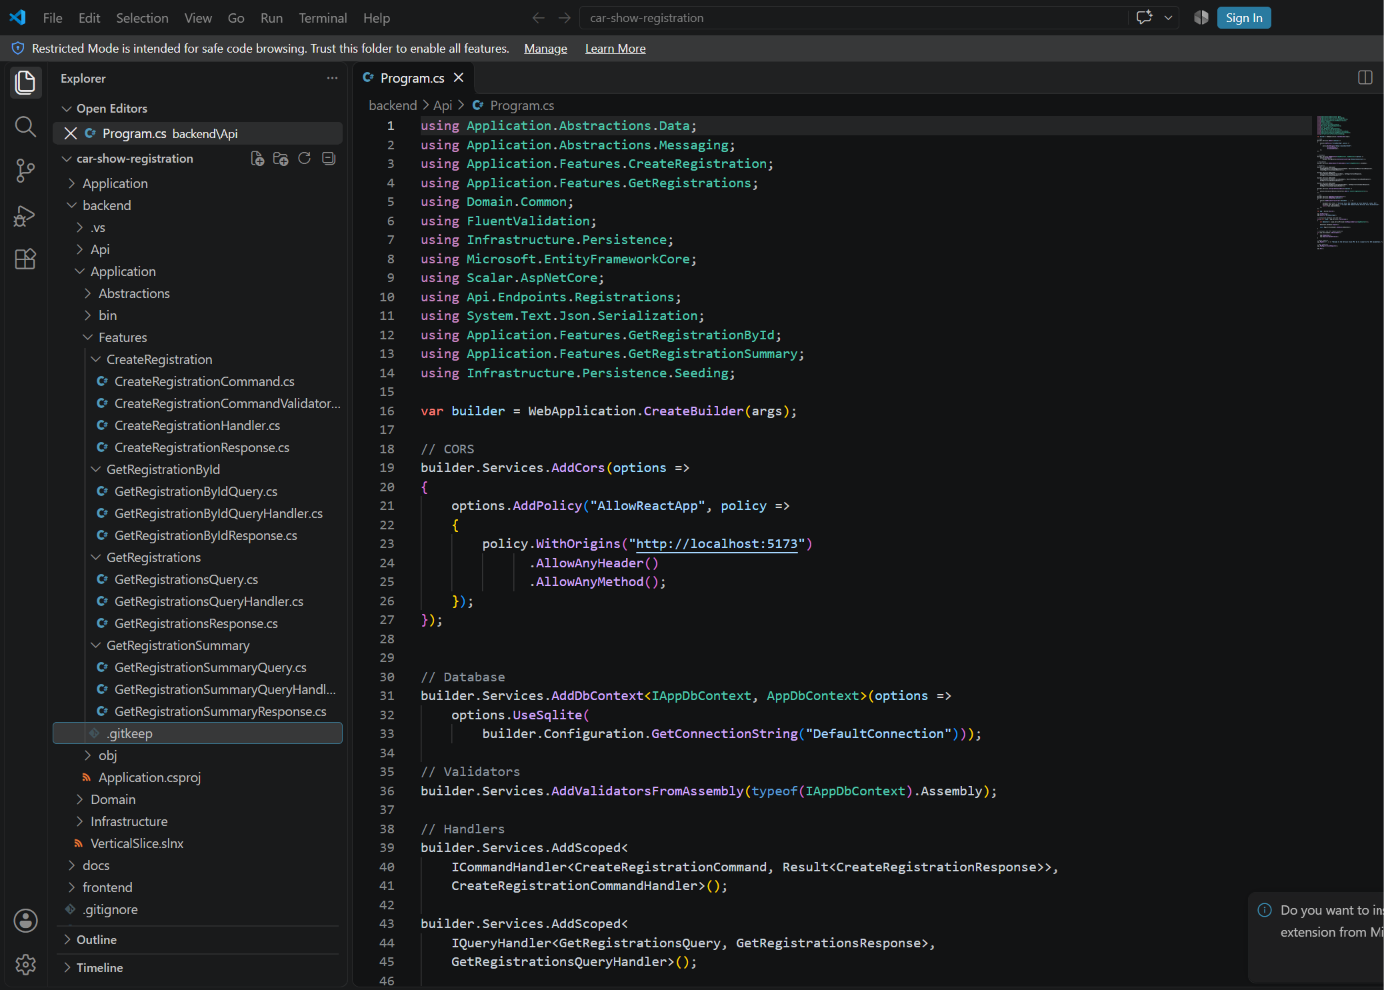 File Edit Selection View Go Run Terminal Help car-show-registration Sign In
Restricted Mode is intended for safe code browsing. Trust this folder to enable all features. Manage Learn More
Explorer
Open Editors
Program.cs backend\Api
car-show-registration
Application
backend
.vs
Api
Application
Abstractions
bin
Features
CreateRegistration
CreateRegistrationCommand.cs
CreateRegistrationCommandValidator...
CreateRegistrationHandler.cs
CreateRegistrationResponse.cs
GetRegistrationById
GetRegistrationByIdQuery.cs
GetRegistrationByIdQueryHandler.cs
GetRegistrationByIdResponse.cs
GetRegistrations
GetRegistrationsQuery.cs
GetRegistrationsQueryHandler.cs
GetRegistrationsResponse.cs
GetRegistrationSummary
GetRegistrationSummaryQuery.cs
GetRegistrationSummaryQueryHandl...
GetRegistrationSummaryResponse.cs
.gitkeep
obj
Application.csproj
Domain
Infrastructure
VerticalSlice.slnx
docs
frontend
.gitignore
Outline
Timeline
Program.cs
backend > Api > Program.cs
1 using Application.Abstractions.Data;
2 using Application.Abstractions.Messaging;
3 using Application.Features.CreateRegistration;
4 using Application.Features.GetRegistrations;
5 using Domain.Common;
6 using FluentValidation;
7 using Infrastructure.Persistence;
8 using Microsoft.EntityFrameworkCore;
9 using Scalar.AspNetCore;
10 using Api.Endpoints.Registrations;
11 using System.Text.Json.Serialization;
12 using Application.Features.GetRegistrationById;
13 using Application.Features.GetRegistrationSummary;
14 using Infrastructure.Persistence.Seeding;
15
16 var builder = WebApplication.CreateBuilder(args);
17
18 // CORS
19 builder.Services.AddCors(options =>
20 {
21 options.AddPolicy("AllowReactApp", policy =>
22 {
23 policy.WithOrigins("http://localhost:5173")
24 .AllowAnyHeader()
25 .AllowAnyMethod();
26 });
27 });
28
29
30 // Database
31 builder.Services.AddDbContext<IAppDbContext, AppDbContext>(options =>
32 options.UseSqlite(
33 builder.Configuration.GetConnectionString("DefaultConnection")));
34
35 // Validators
36 builder.Services.AddValidatorsFromAssembly(typeof(IAppDbContext).Assembly);
37
38 // Handlers
39 builder.Services.AddScoped<
40 ICommandHandler<CreateRegistrationCommand, Result<CreateRegistrationResponse>>,
41 CreateRegistrationCommandHandler>();
42
43 builder.Services.AddScoped<
44 IQueryHandler<GetRegistrationsQuery, GetRegistrationsResponse>,
45 GetRegistrationsQueryHandler>();
46
Do you want to
extension from